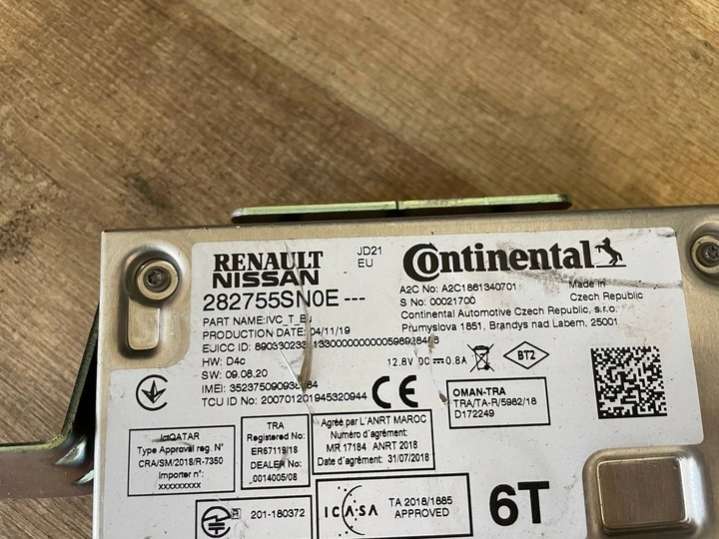 RENAULT
NISSAN
JD21
EU
Continental
282755SN0E ---
A2C No: A2C1861340701
Made in
Czech Republic
S No: 00021700
Continental Automotive Czech Republic, s.r.o.
Prumyslova 1851, Brandys nad Labem, 25001
PART NAME:IVC_T_EU
PRODUCTION DATE: 04/11/19
EJICC ID:
12.8V DC 0.8A
BT2
HW: D4c
SW: 09.08.20
IMEI:
TCU ID No: 200701201945320944
CE
OMAN-TRA
TRA/TA-R/5982/18
D172249
ictQATAR
Type Approval reg. N°
CRA/SM/2018/R-7350
Importer n°:
xxxxxxxxx
TRA
Registered No:
ER67119/18
DEALER No:
0014005/08
Agréé par L'ANRT MAROC
Numéro d'agrément:
MR 17184 ANRT 2018
Date d'agrément: 31/07/2018
R 201-180372
ICASA
TA 2018/1885
APPROVED
6T